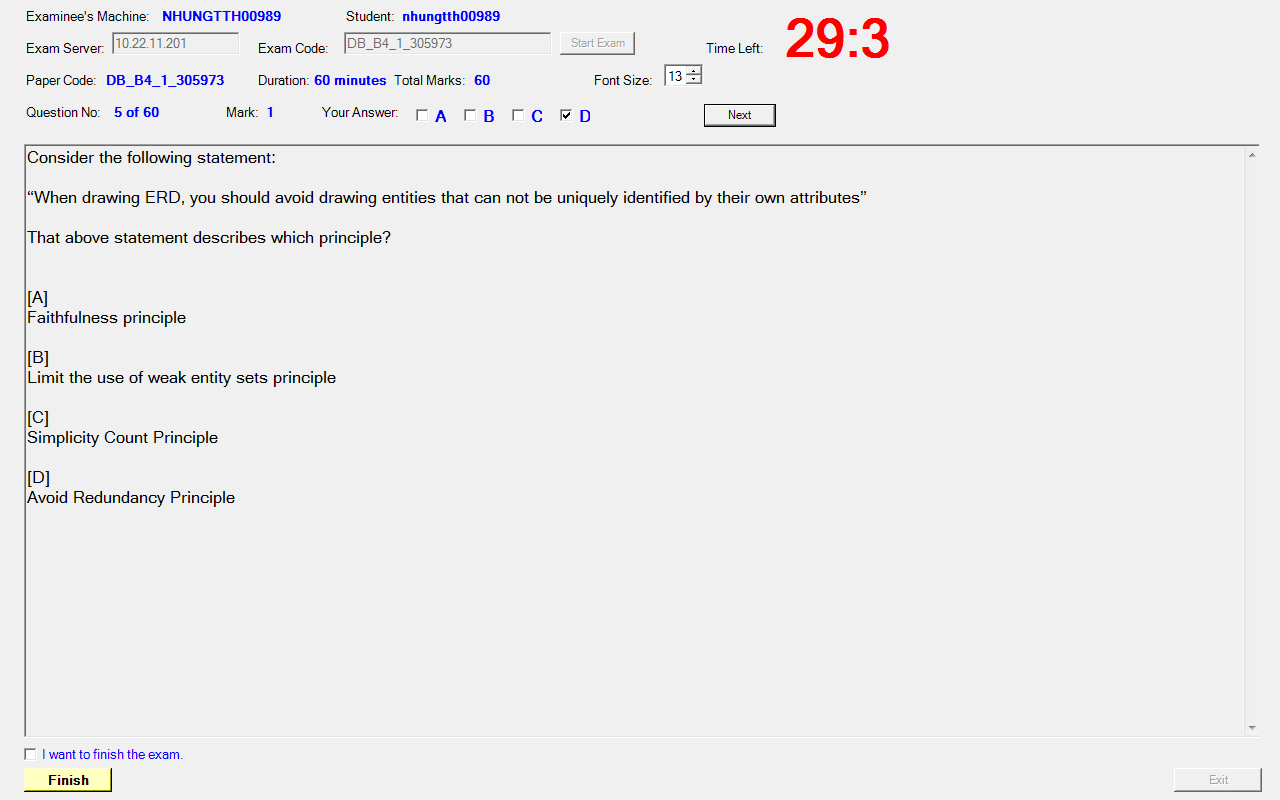 Examinee's Machine: NHUNGTTH00989 Student: nhungtth00989
Exam Server: 10.22.11.201 Exam Code: DB_B4_1_305973 Start Exam Time Left: 29:3
Paper Code: DB_B4_1_305973 Duration: 60 minutes Total Marks: 60 Font Size: 13
Question No: 5 of 60 Mark: 1 Your Answer: A B C D Next
Consider the following statement:
“When drawing ERD, you should avoid drawing entities that can not be uniquely identified by their own attributes”
That above statement describes which principle?
[A]
Faithfulness principle
[B]
Limit the use of weak entity sets principle
[C]
Simplicity Count Principle
[D]
Avoid Redundancy Principle
I want to finish the exam.
Finish Exit